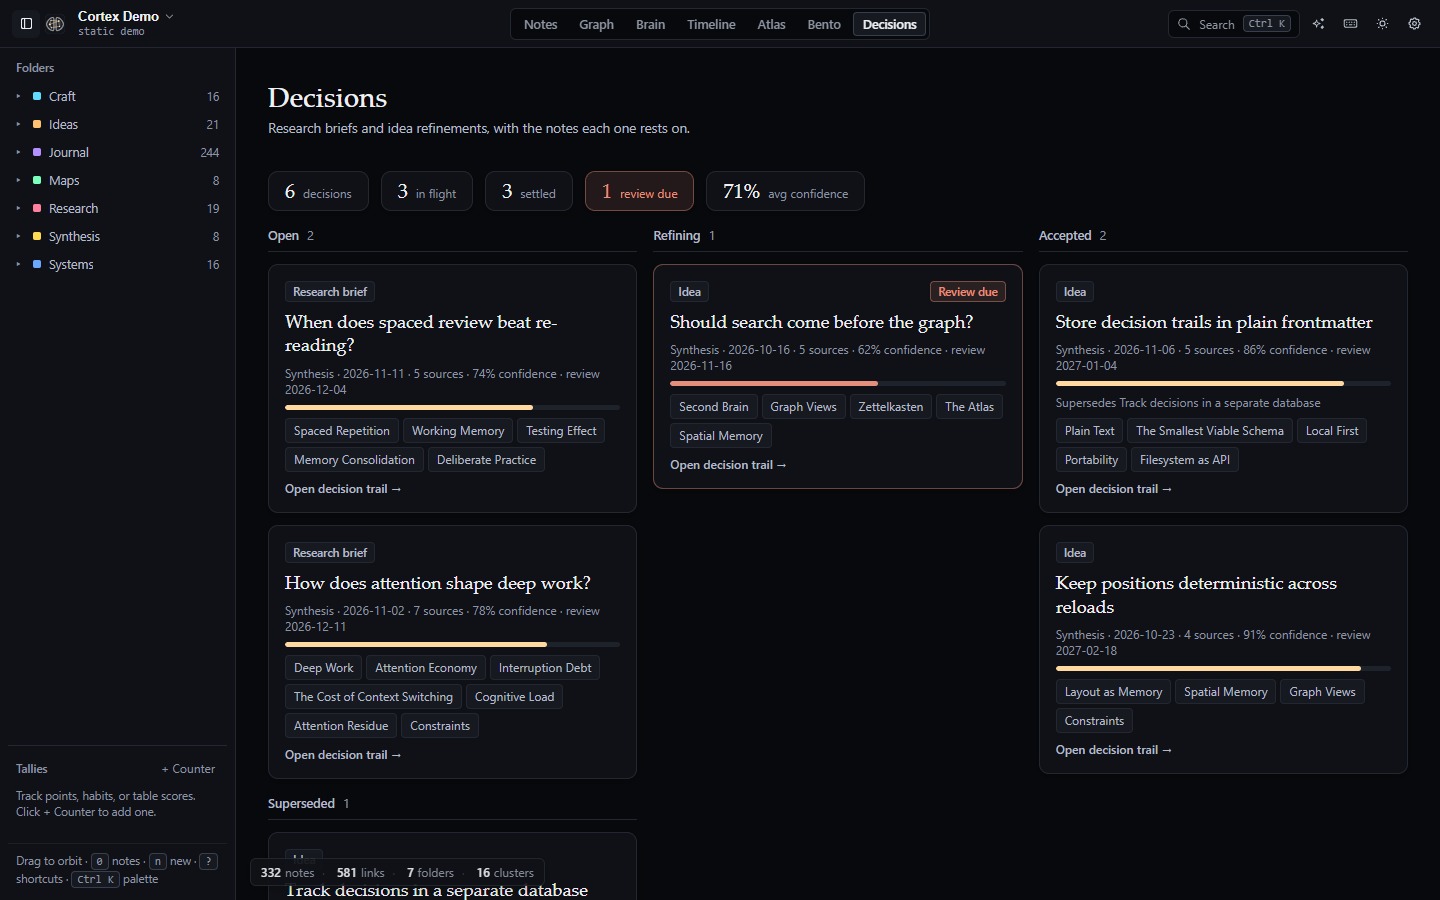 Cortex Demo
static demo
Notes Graph Brain Timeline Atlas Bento Decisions
Search Ctrl K
Folders
Craft 16
Ideas 21
Journal 244
Maps 8
Research 19
Synthesis 8
Systems 16
Tallies + Counter
Track points, habits, or table scores.
Click + Counter to add one.
Drag to orbit · 0 notes · n new · ?
shortcuts · Ctrl K palette
Decisions
Research briefs and idea refinements, with the notes each one rests on.
6 decisions
3 in flight
3 settled
1 review due
71% avg confidence
Open 2
Research brief
When does spaced review beat re-
reading?
Synthesis · 2026-11-11 · 5 sources · 74% confidence · review
2026-12-04
Spaced Repetition Working Memory Testing Effect
Memory Consolidation Deliberate Practice
Open decision trail →
Research brief
How does attention shape deep work?
Synthesis · 2026-11-02 · 7 sources · 78% confidence · review
2026-12-11
Deep Work Attention Economy Interruption Debt
The Cost of Context Switching Cognitive Load
Attention Residue Constraints
Open decision trail →
Refining 1
Idea Review due
Should search come before the graph?
Synthesis · 2026-10-16 · 5 sources · 62% confidence · review
2026-11-16
Second Brain Graph Views Zettelkasten The Atlas
Spatial Memory
Open decision trail →
Accepted 2
Idea
Store decision trails in plain frontmatter
Synthesis · 2026-11-06 · 5 sources · 86% confidence · review
2027-01-04
Supersedes Track decisions in a separate database
Plain Text The Smallest Viable Schema Local First
Portability Filesystem as API
Open decision trail →
Idea
Keep positions deterministic across
reloads
Synthesis · 2026-10-23 · 4 sources · 91% confidence · review
2027-02-18
Layout as Memory Spatial Memory Graph Views
Constraints
Open decision trail →
Superseded 1
Track decisions in a separate database
332 notes · 581 links · 7 folders · 16 clusters